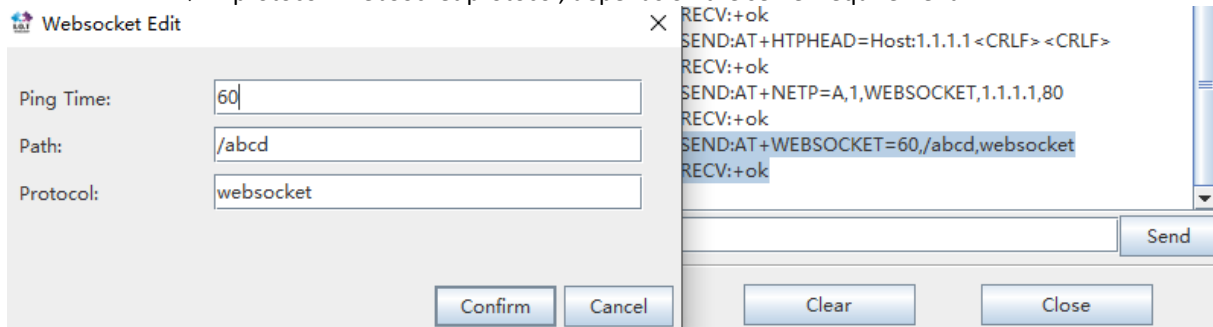 Websocket Edit
Ping Time:
60
Path:
/abcd
Protocol:
websocket
Confirm
Cancel
RECV:+ok
SEND:AT+HTPHEAD=Host:1.1.1.1<CRLF><CRLF>
RECV:+ok
SEND:AT+NETP=A,1,WEBSOCKET,1.1.1.1,80
RECV:+ok
SEND:AT+WEBSOCKET=60,/abcd,websocket
RECV:+ok
Send
Clear
Close